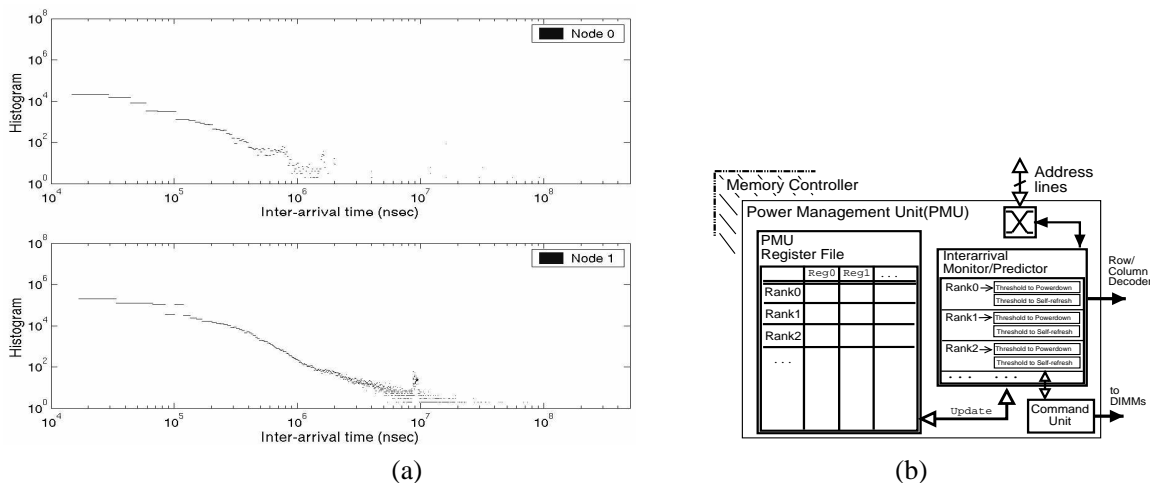 10^8
10^6
10^4
10^2
10^0
Histogram
Node 0
10^4 10^5 10^6 10^7 10^8
Inter-arrival time (nsec)
10^8
10^6
10^4
10^2
10^0
Histogram
Node 1
10^4 10^5 10^6 10^7 10^8
Inter-arrival time (nsec)
(a)
Memory Controller
Address
lines
Power Management Unit(PMU)
PMU
Register File
Reg0 Reg1 ...
Rank0
Rank1
Rank2
...
Interarrival
Monitor/Predictor
Rank0 Threshold to Powerdown
Threshold to Self-refresh
Rank1 Threshold to Powerdown
Threshold to Self-refresh
Rank2 Threshold to Powerdown
Threshold to Self-refresh
... ...
Row/
Column
Decoder
Update
Command
Unit
to
DIMMs
(b)